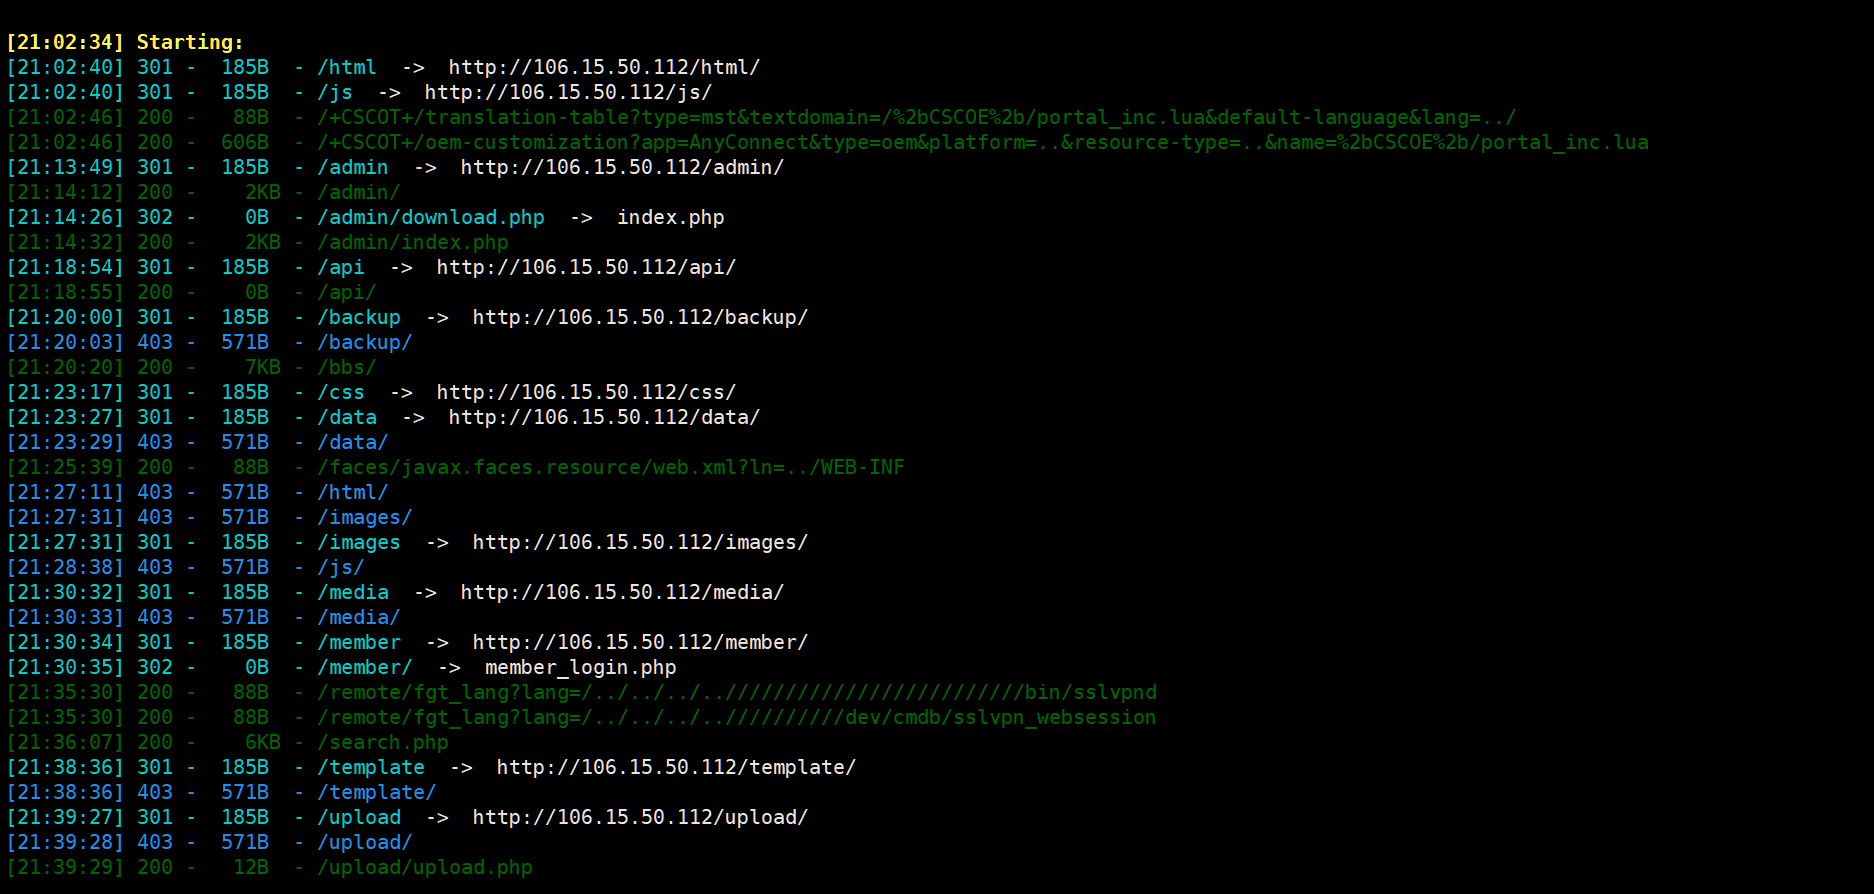 [21:02:34] Starting:
[21:02:40] 301 -  185B  - /html  ->  http://106.15.50.112/html/
[21:02:40] 301 -  185B  - /js  ->  http://106.15.50.112/js/
[21:02:46] 200 -   88B  - /+CSCOT+/translation-table?type=mst&textdomain=/%2bCSCOE%2b/portal_inc.lua&default-language&lang=../
[21:02:46] 200 -  606B  - /+CSCOT+/oem-customization?app=AnyConnect&type=oem&platform=..&resource-type=..&name=%2bCSCOE%2b/portal_inc.lua
[21:13:49] 301 -  185B  - /admin  ->  http://106.15.50.112/admin/
[21:14:12] 200 -    2KB - /admin/
[21:14:26] 302 -    0B  - /admin/download.php  ->  index.php
[21:14:32] 200 -    2KB - /admin/index.php
[21:18:54] 301 -  185B  - /api  ->  http://106.15.50.112/api/
[21:18:55] 200 -    0B  - /api/
[21:20:00] 301 -  185B  - /backup  ->  http://106.15.50.112/backup/
[21:20:03] 403 -  571B  - /backup/
[21:20:20] 200 -    7KB - /bbs/
[21:23:17] 301 -  185B  - /css  ->  http://106.15.50.112/css/
[21:23:27] 301 -  185B  - /data  ->  http://106.15.50.112/data/
[21:23:29] 403 -  571B  - /data/
[21:25:39] 200 -   88B  - /faces/javax.faces.resource/web.xml?ln=../WEB-INF
[21:27:11] 403 -  571B  - /html/
[21:27:31] 403 -  571B  - /images/
[21:27:31] 301 -  185B  - /images  ->  http://106.15.50.112/images/
[21:28:38] 403 -  571B  - /js/
[21:30:32] 301 -  185B  - /media  ->  http://106.15.50.112/media/
[21:30:33] 403 -  571B  - /media/
[21:30:34] 301 -  185B  - /member  ->  http://106.15.50.112/member/
[21:30:35] 302 -    0B  - /member/  ->  member_login.php
[21:35:30] 200 -   88B  - /remote/fgt_lang?lang=/../../../..//////////////////////////bin/sslvpnd
[21:35:30] 200 -   88B  - /remote/fgt_lang?lang=/../../../..//////////dev/cmdb/sslvpn_websession
[21:36:07] 200 -    6KB - /search.php
[21:38:36] 301 -  185B  - /template  ->  http://106.15.50.112/template/
[21:38:36] 403 -  571B  - /template/
[21:39:27] 301 -  185B  - /upload  ->  http://106.15.50.112/upload/
[21:39:28] 403 -  571B  - /upload/
[21:39:29] 200 -   12B  - /upload/upload.php